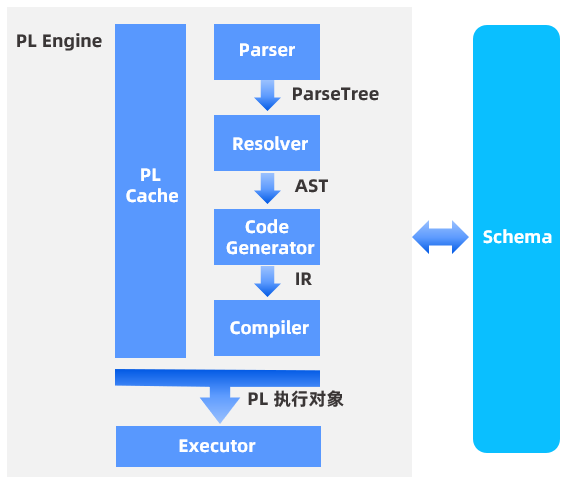 PL Engine
PL
Cache
Parser
ParseTree
Resolver
AST
Code
Generator
IR
Compiler
PL 执行对象
Executor
Schema